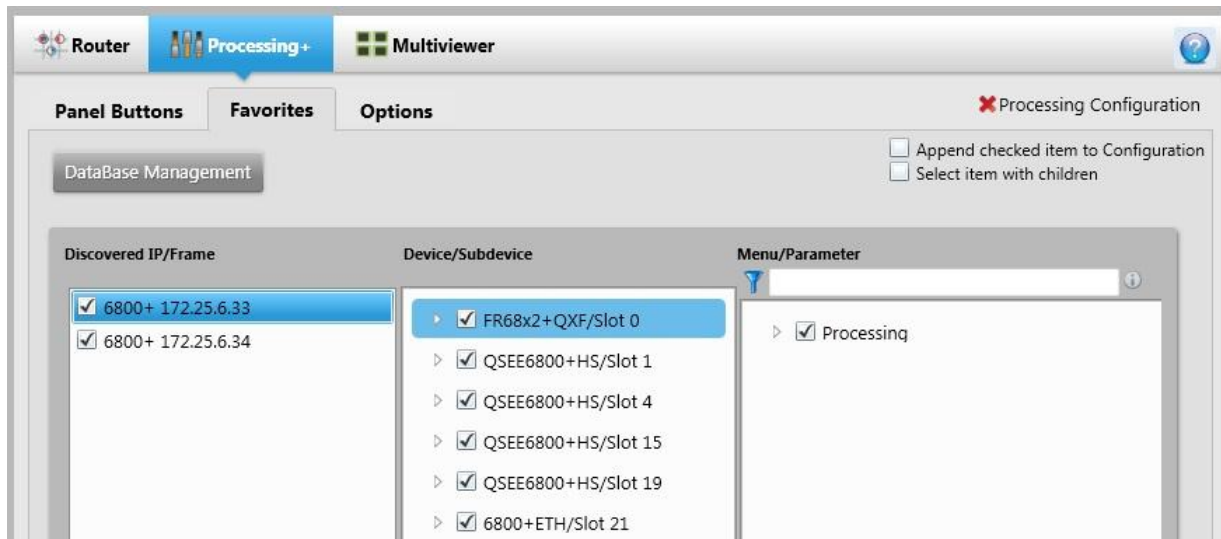 Router Processing+ Multiviewer
Panel Buttons Favorites Options
Processing Configuration
DataBase Management
Append checked item to Configuration
Select item with children
Discovered IP/Frame
6800+ 172.25.6.33
6800+ 172.25.6.34
Device/Subdevice
FR68x2+QXF/Slot 0
QSEE6800+HS/Slot 1
QSEE6800+HS/Slot 4
QSEE6800+HS/Slot 15
QSEE6800+HS/Slot 19
6800+ETH/Slot 21
Menu/Parameter
Processing